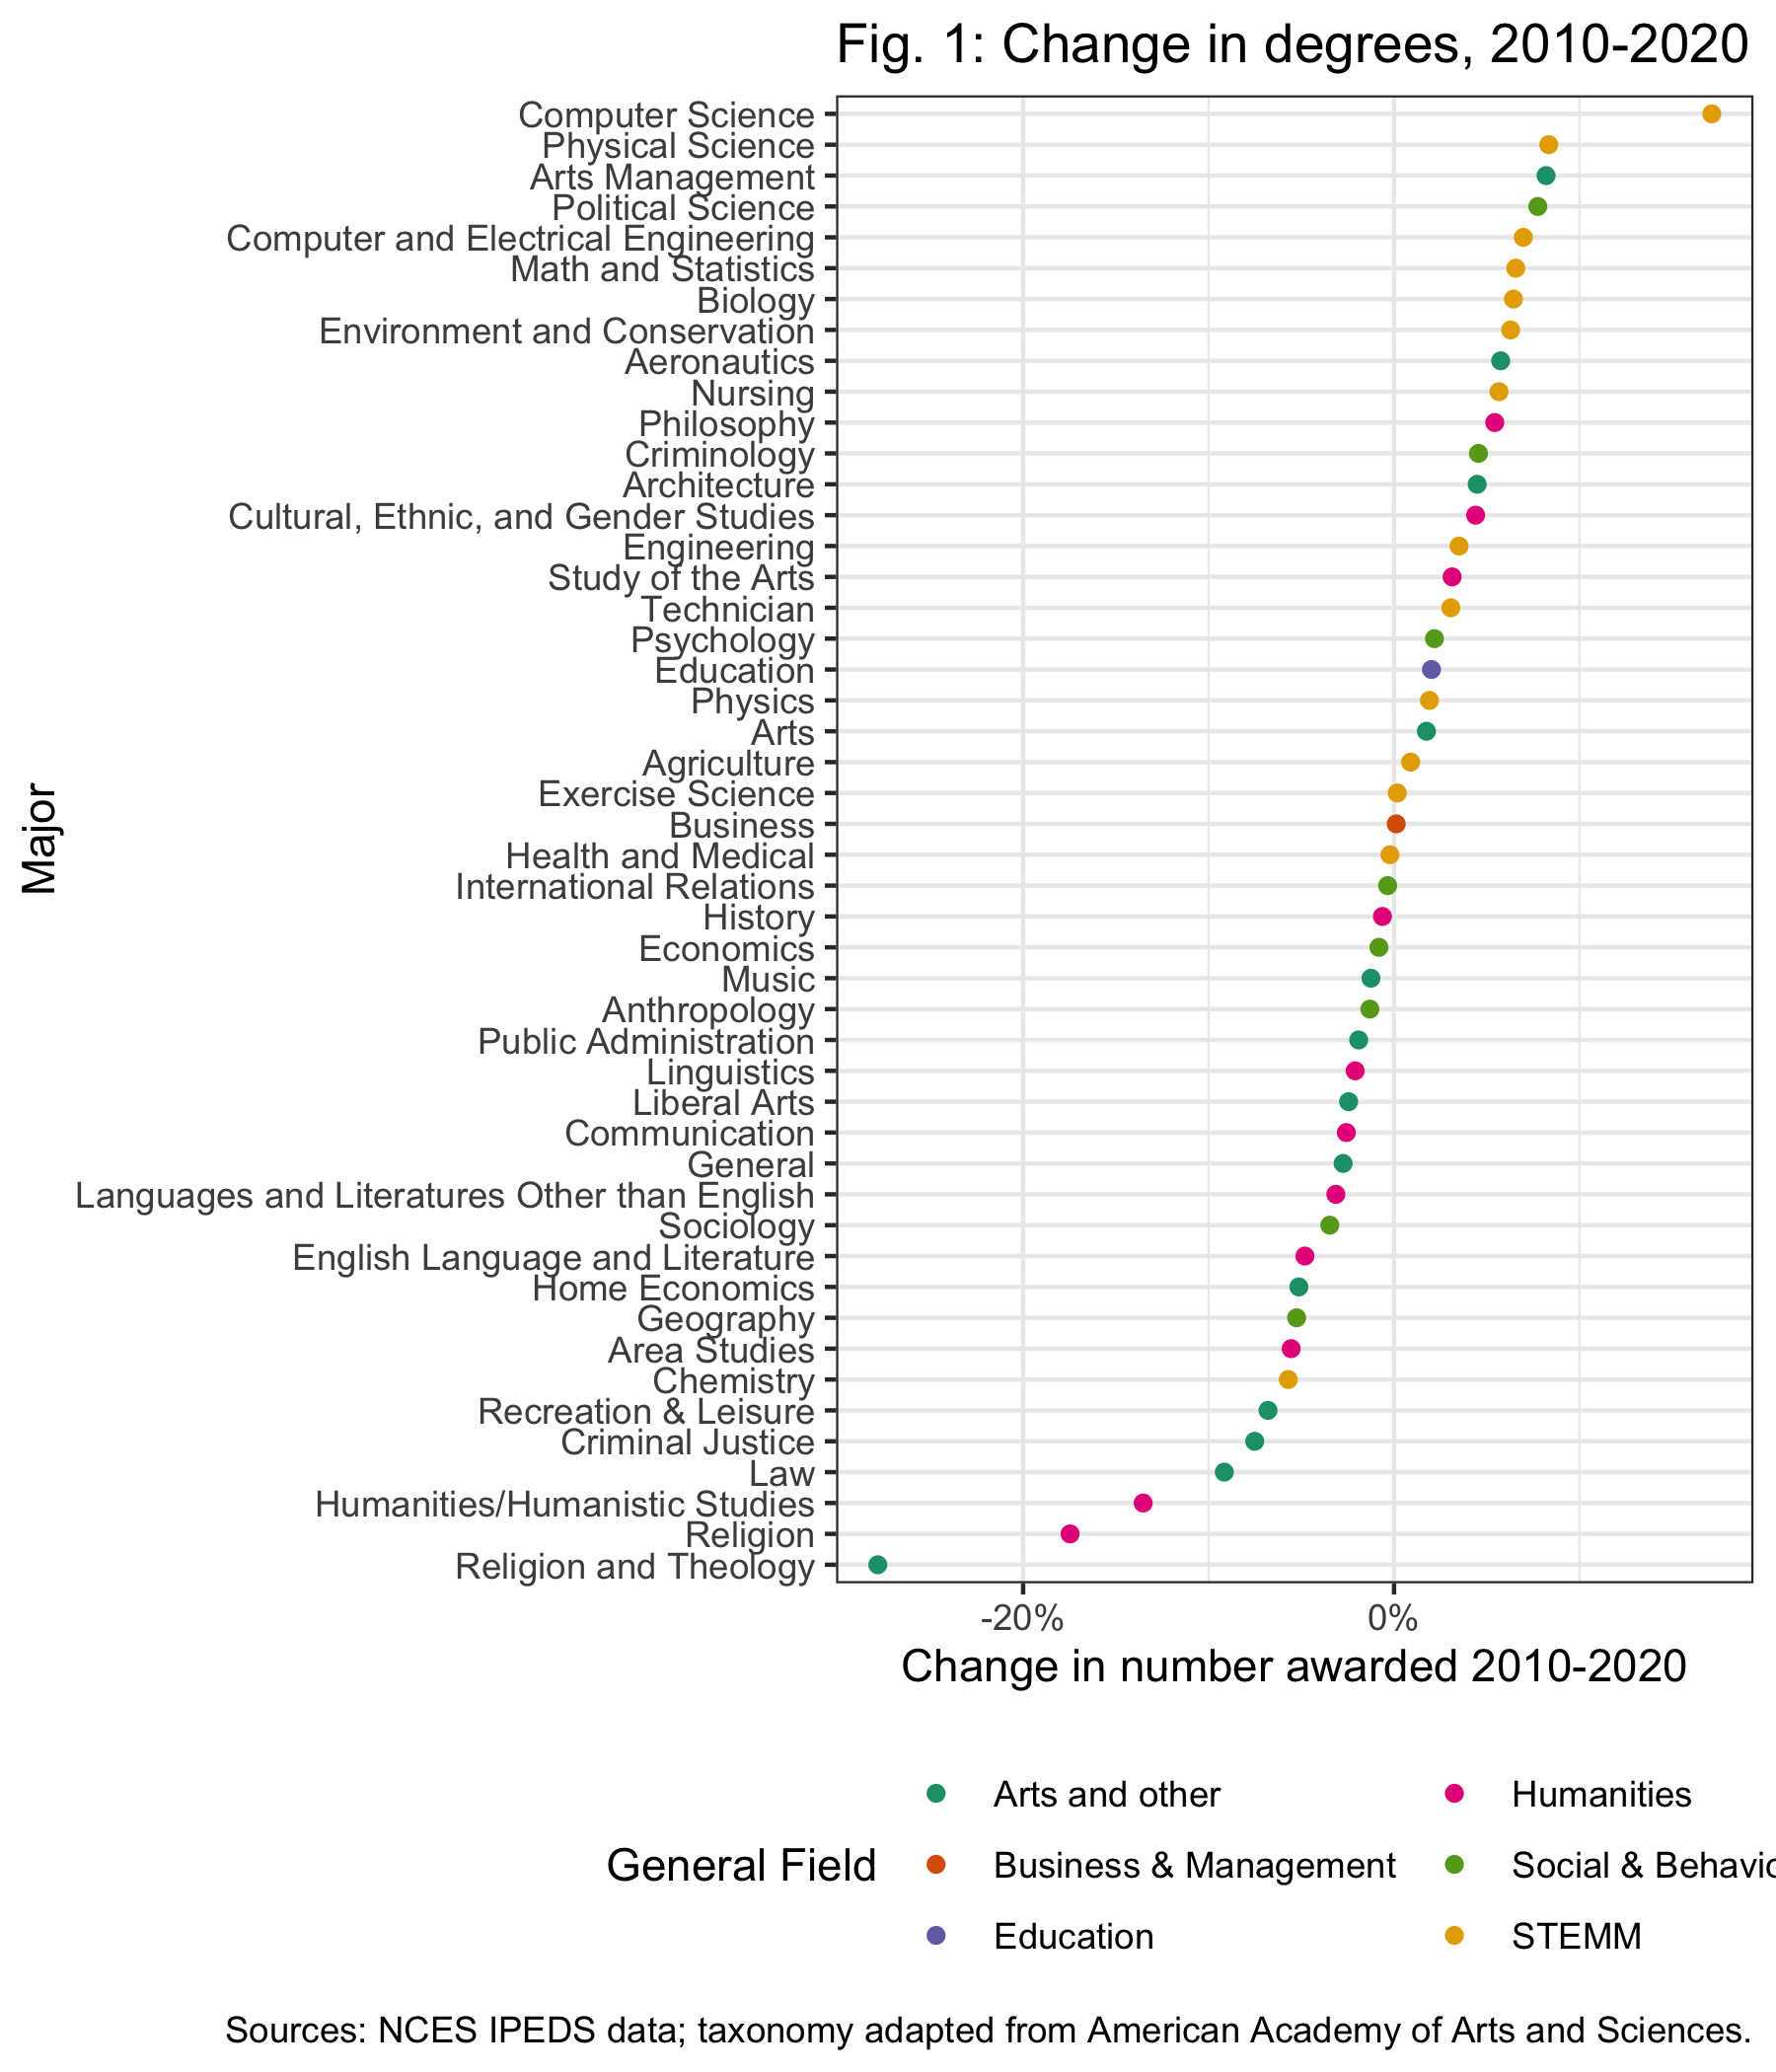 Fig. 1: Change in degrees, 2010-2020
Computer Science
Physical Science
Arts Management
Political Science
Computer and Electrical Engineering
Math and Statistics
Biology
Environment and Conservation
Aeronautics
Nursing
Philosophy
Criminology
Architecture
Cultural, Ethnic, and Gender Studies
Engineering
Study of the Arts
Technician
Psychology
Education
Physics
Arts
Agriculture
Exercise Science
Business
Health and Medical
International Relations
History
Economics
Music
Anthropology
Public Administration
Linguistics
Liberal Arts
Communication
General
Languages and Literatures Other than English
Sociology
English Language and Literature
Home Economics
Geography
Area Studies
Chemistry
Recreation & Leisure
Criminal Justice
Law
Humanities/Humanistic Studies
Religion
Religion and Theology
Major
-20% 0%
Change in number awarded 2010-2020
General Field
Arts and other
Business & Management
Education
Humanities
Social & Behavio
STEMM
Sources: NCES IPEDS data; taxonomy adapted from American Academy of Arts and Sciences.